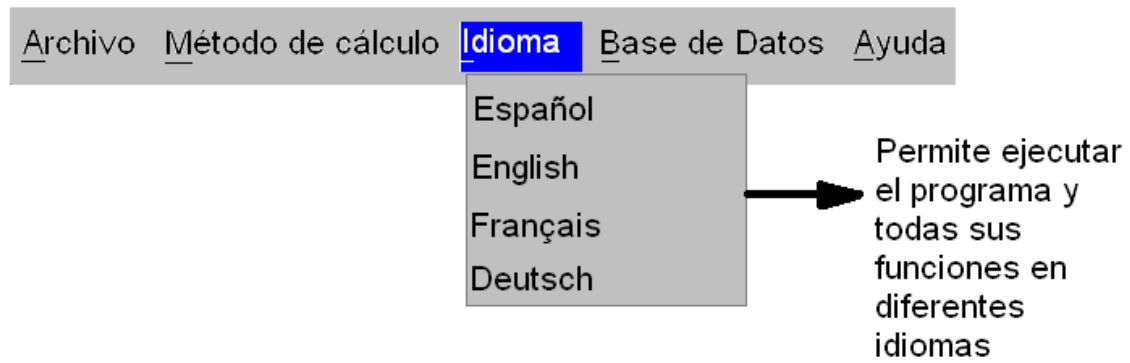 Archivo Método de cálculo Idioma Base de Datos Ayuda
Español
English
Français
Deutsch
Permite ejecutar
el programa y
todas sus
funciones en
diferentes
idiomas